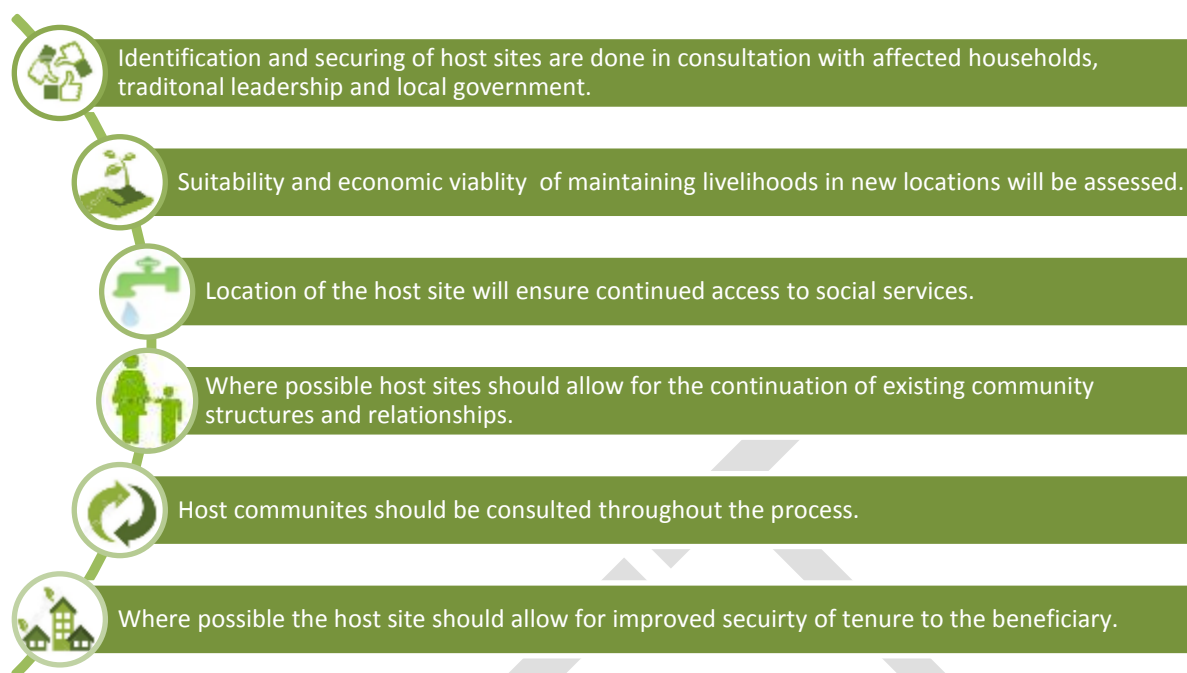 Identification and securing of host sites are done in consultation with affected households,
traditonal leadership and local government.
Suitability and economic viablity  of maintaining livelihoods in new locations will be assessed.
Location of the host site will ensure continued access to social services.
Where possible host sites should allow for the continuation of existing community
structures and relationships.
Host communites should be consulted throughout the process.
Where possible the host site should allow for improved secuirty of tenure to the beneficiary.